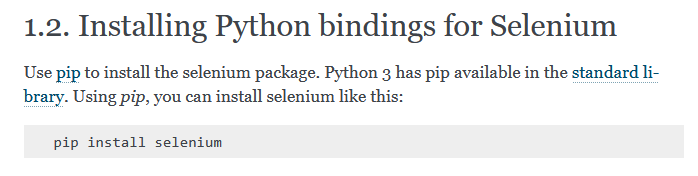 1.2. Installing Python bindings for Selenium
Use pip to install the selenium package. Python 3 has pip available in the standard li-
brary. Using pip, you can install selenium like this:
pip install selenium